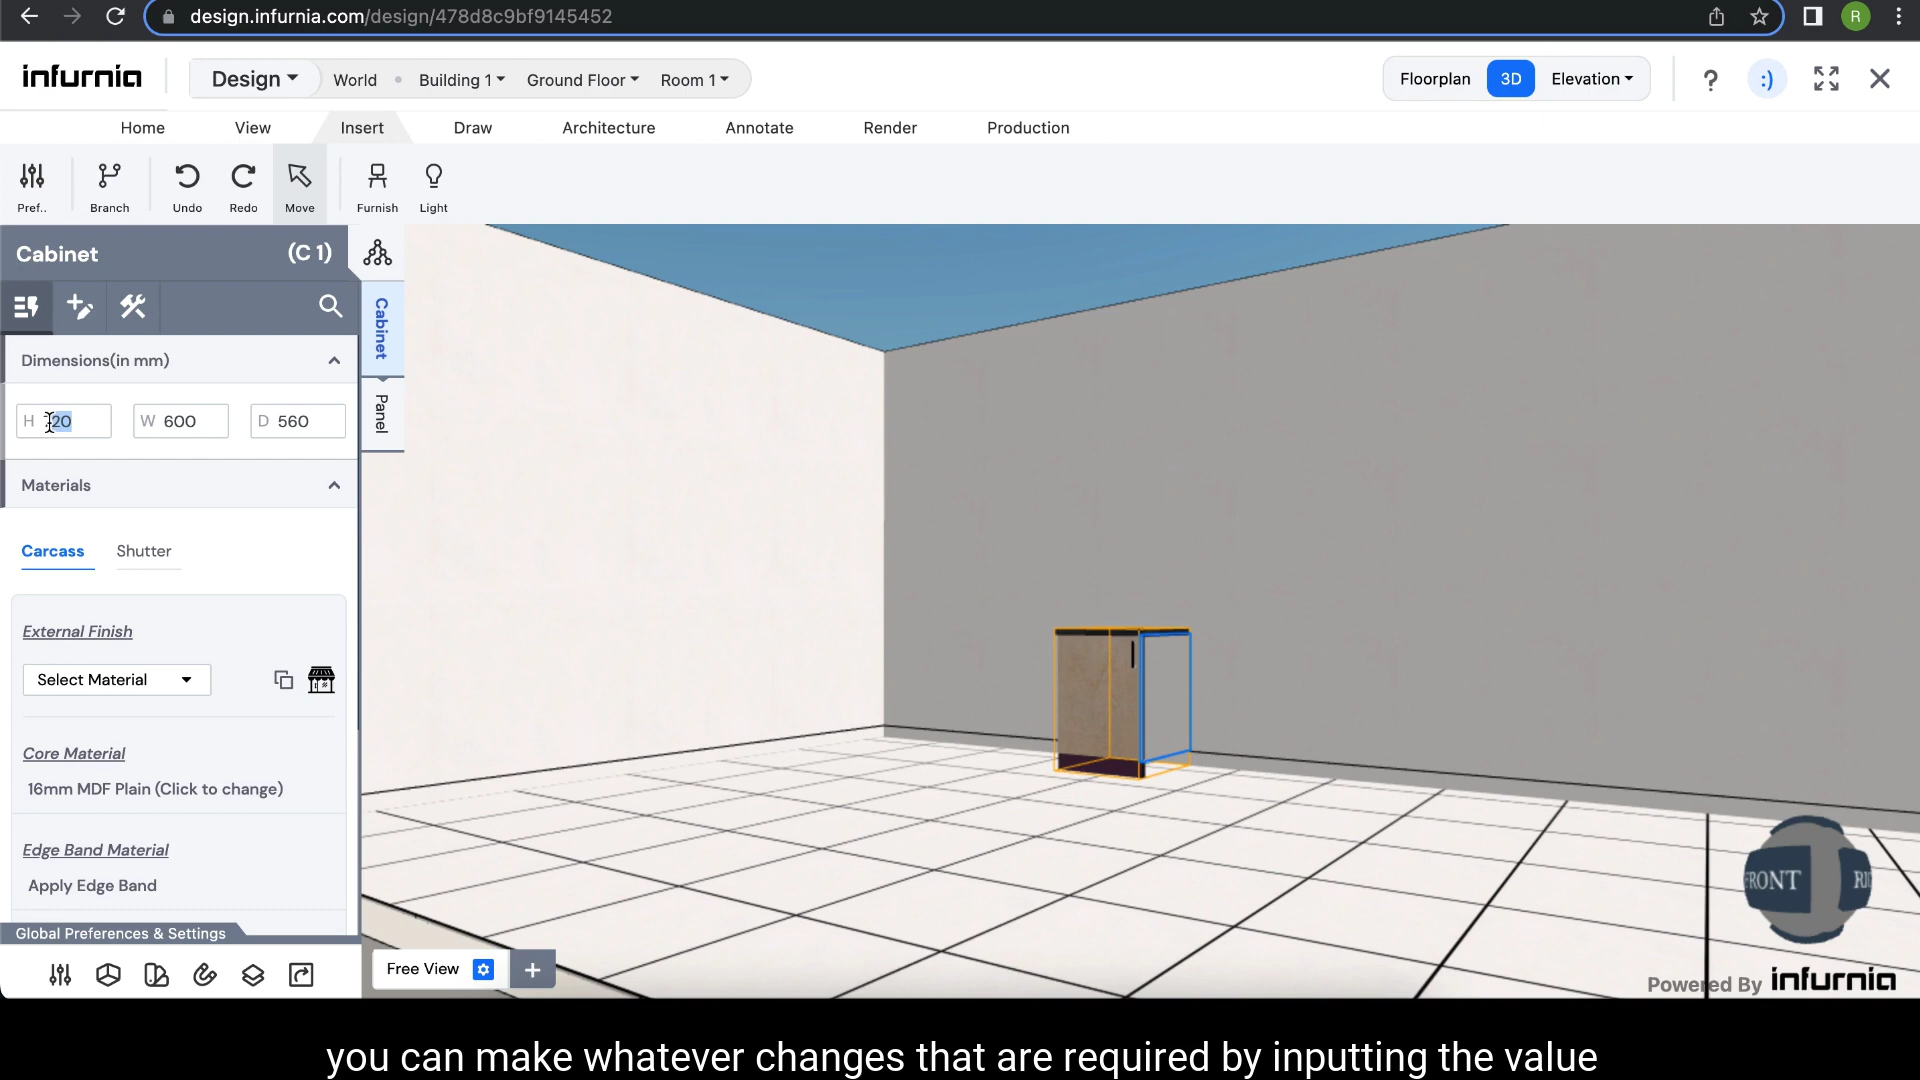 design.infurnia.com/design/478d8c9bf9145452
R
infurnia
Design
World
Building 1
Ground Floor
Room 1
Floorplan
3D
Elevation
?
:)
Home
View
Insert
Draw
Architecture
Annotate
Render
Production
Pref..
Branch
Undo
Redo
Move
Furnish
Light
Cabinet
(C 1)
Cabinet
Panel
Dimensions(in mm)
H
20
W 600
D 560
Materials
Carcass
Shutter
External Finish
Select Material
Core Material
16mm MDF Plain (Click to change)
Edge Band Material
Apply Edge Band
Global Preferences & Settings
Free View
+
FRONT
RI
Powered By infurnia
you can make whatever changes that are required by inputting the value